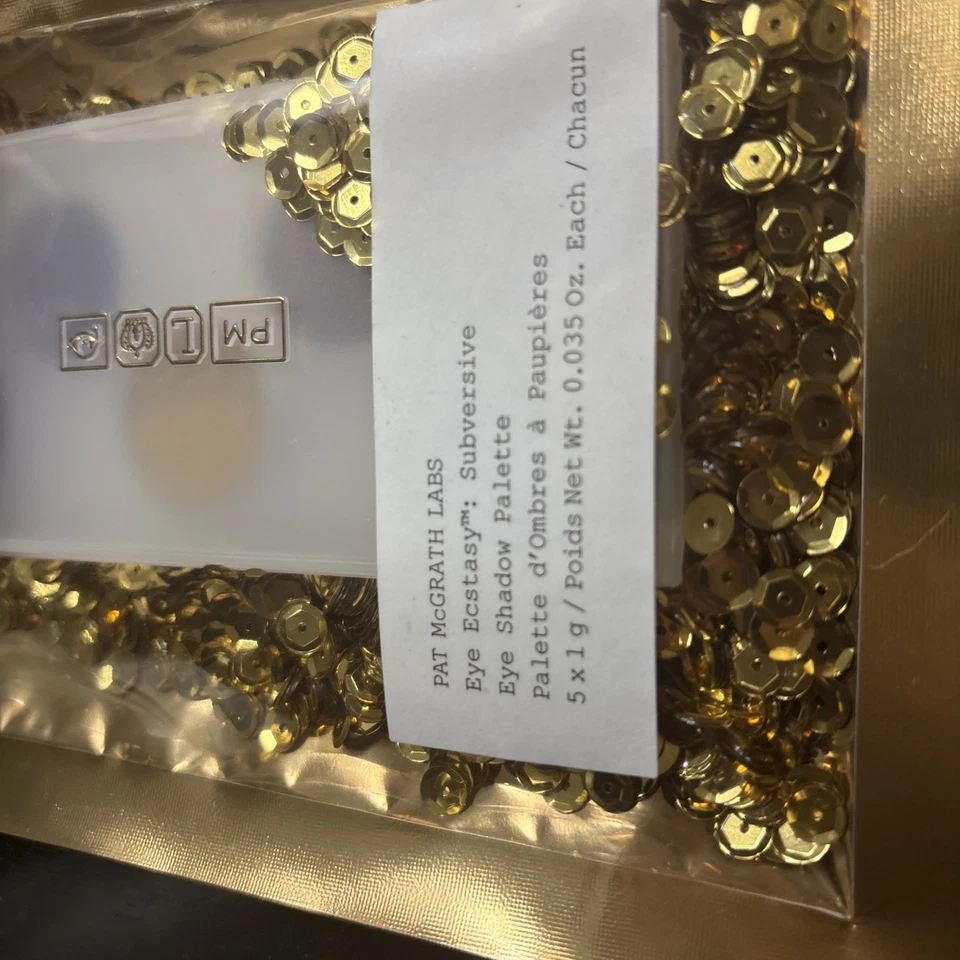 PAT McGRATH LABS
Eye Ecstasy™: Subversive
Eye Shadow Palette
Palette d'Ombres à Paupières
5 x 1 g / Poids Net Wt. 0.035 Oz. Each / Chacun
PM
I